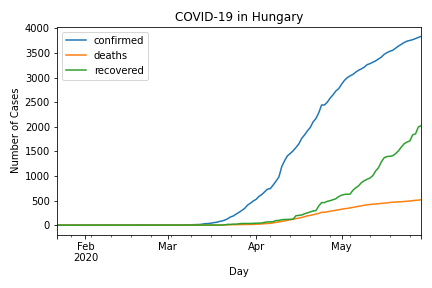 COVID-19 in Hungary
confirmed
deaths
recovered
Number of Cases
4000
3500
3000
2500
2000
1500
1000
500
0
Feb
2020
Mar
Apr
May
Day